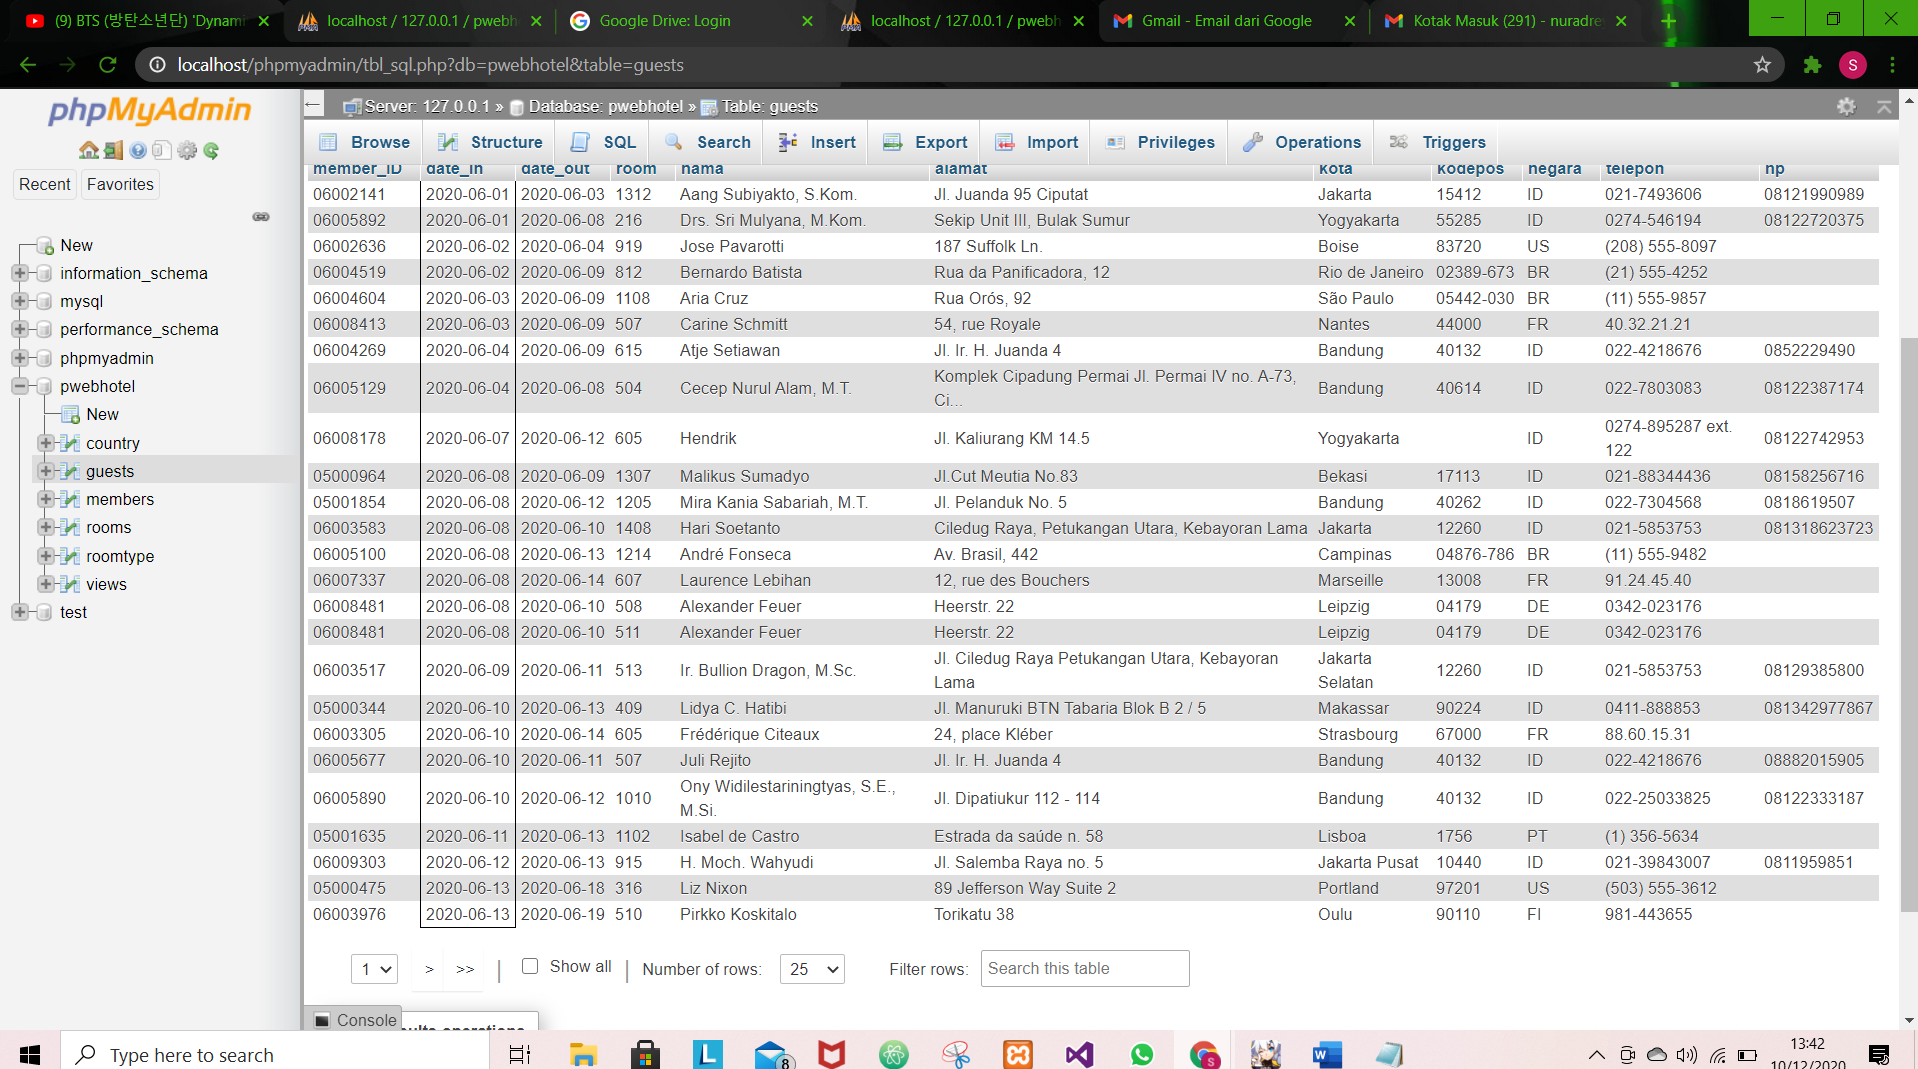 (9) BTS (방탄소년단) 'Dynami
localhost / 127.0.0.1 / pwebh
Google Drive: Login
localhost / 127.0.0.1 / pwebh
Gmail - Email dari Google
Kotak Masuk (291) - nuradre
localhost/phpmyadmin/tbl_sql.php?db=pwebhotel&table=guests
S
phpMyAdmin
Recent Favorites
New
information_schema
mysql
performance_schema
phpmyadmin
pwebhotel
New
country
guests
members
rooms
roomtype
views
test
Server: 127.0.0.1 » Database: pwebhotel » Table: guests
Browse Structure SQL Search Insert Export Import Privileges Operations Triggers
member_ID date_in date_out room nama alamat kota kodepos negara telepon np
06002141 2020-06-01 2020-06-03 1312 Aang Subiyakto, S.Kom. Jl. Juanda 95 Ciputat Jakarta 15412 ID 021-7493606 08121990989
06005892 2020-06-01 2020-06-08 216 Drs. Sri Mulyana, M.Kom. Sekip Unit III, Bulak Sumur Yogyakarta 55285 ID 0274-546194 08122720375
06002636 2020-06-02 2020-06-04 919 Jose Pavarotti 187 Suffolk Ln. Boise 83720 US (208) 555-8097
06004519 2020-06-02 2020-06-09 812 Bernardo Batista Rua da Panificadora, 12 Rio de Janeiro 02389-673 BR (21) 555-4252
06004604 2020-06-03 2020-06-09 1108 Aria Cruz Rua Orós, 92 São Paulo 05442-030 BR (11) 555-9857
06008413 2020-06-03 2020-06-09 507 Carine Schmitt 54, rue Royale Nantes 44000 FR 40.32.21.21
06004269 2020-06-04 2020-06-09 615 Atje Setiawan Jl. Ir. H. Juanda 4 Bandung 40132 ID 022-4218676 0852229490
06005129 2020-06-04 2020-06-08 504 Cecep Nurul Alam, M.T. Komplek Cipadung Permai Jl. Permai IV no. A-73, Ci... Bandung 40614 ID 022-7803083 08122387174
06008178 2020-06-07 2020-06-12 605 Hendrik Jl. Kaliurang KM 14.5 Yogyakarta ID 0274-895287 ext. 122 08122742953
05000964 2020-06-08 2020-06-09 1307 Malikus Sumadyo Jl.Cut Meutia No.83 Bekasi 17113 ID 021-88344436 08158256716
05001854 2020-06-08 2020-06-12 1205 Mira Kania Sabariah, M.T. Jl. Pelanduk No. 5 Bandung 40262 ID 022-7304568 0818619507
06003583 2020-06-08 2020-06-10 1408 Hari Soetanto Ciledug Raya, Petukangan Utara, Kebayoran Lama Jakarta 12260 ID 021-5853753 081318623723
06005100 2020-06-08 2020-06-13 1214 André Fonseca Av. Brasil, 442 Campinas 04876-786 BR (11) 555-9482
06007337 2020-06-08 2020-06-14 607 Laurence Lebihan 12, rue des Bouchers Marseille 13008 FR 91.24.45.40
06008481 2020-06-08 2020-06-10 508 Alexander Feuer Heerstr. 22 Leipzig 04179 DE 0342-023176
06008481 2020-06-08 2020-06-10 511 Alexander Feuer Heerstr. 22 Leipzig 04179 DE 0342-023176
06003517 2020-06-09 2020-06-11 513 Ir. Bullion Dragon, M.Sc. Jl. Ciledug Raya Petukangan Utara, Kebayoran Lama Jakarta Selatan 12260 ID 021-5853753 08129385800
05000344 2020-06-10 2020-06-13 409 Lidya C. Hatibi Jl. Manuruki BTN Tabaria Blok B 2 / 5 Makassar 90224 ID 0411-888853 081342977867
06003305 2020-06-10 2020-06-14 605 Frédérique Citeaux 24, place Kléber Strasbourg 67000 FR 88.60.15.31
06005677 2020-06-10 2020-06-11 507 Juli Rejito Jl. Ir. H. Juanda 4 Bandung 40132 ID 022-4218676 08882015905
06005890 2020-06-10 2020-06-12 1010 Ony Widilestariningtyas, S.E., M.Si. Jl. Dipatiukur 112 - 114 Bandung 40132 ID 022-25033825 08122333187
05001635 2020-06-11 2020-06-13 1102 Isabel de Castro Estrada da saúde n. 58 Lisboa 1756 PT (1) 356-5634
06009303 2020-06-12 2020-06-13 915 H. Moch. Wahyudi Jl. Salemba Raya no. 5 Jakarta Pusat 10440 ID 021-39843007 0811959851
05000475 2020-06-13 2020-06-18 316 Liz Nixon 89 Jefferson Way Suite 2 Portland 97201 US (503) 555-3612
06003976 2020-06-13 2020-06-19 510 Pirkko Koskitalo Torikatu 38 Oulu 90110 FI 981-443655
1 > >> | Show all | Number of rows: 25 Filter rows: Search this table
Console
Type here to search
8
13:42
10/12/2020